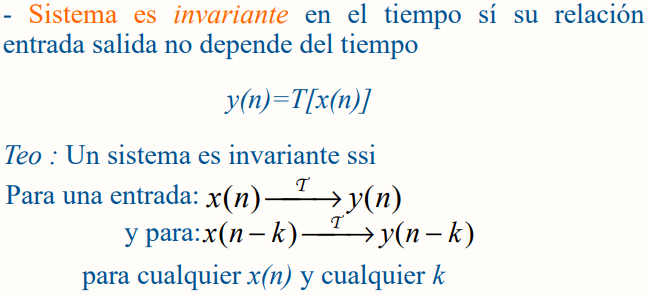 - Sistema es invariante en el tiempo sí su relación
entrada salida no depende del tiempo
y(n)=T[x(n)]
Teo : Un sistema es invariante ssi
Para una entrada: x(n) —T→ y(n)
y para: x(n − k) —T→ y(n − k)
para cualquier x(n) y cualquier k